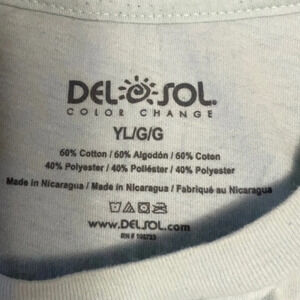 DEL SOL.
COLOR CHANGE
YL/G/G
60% Cotton / 60% Algodón / 60% Coton
40% Polyester / 40% Poliéster / 40% Polyester
Made in Nicaragua / Made in Nicaragua / Fabriqué au Nicaragua
www.DELSOL.com
RN #